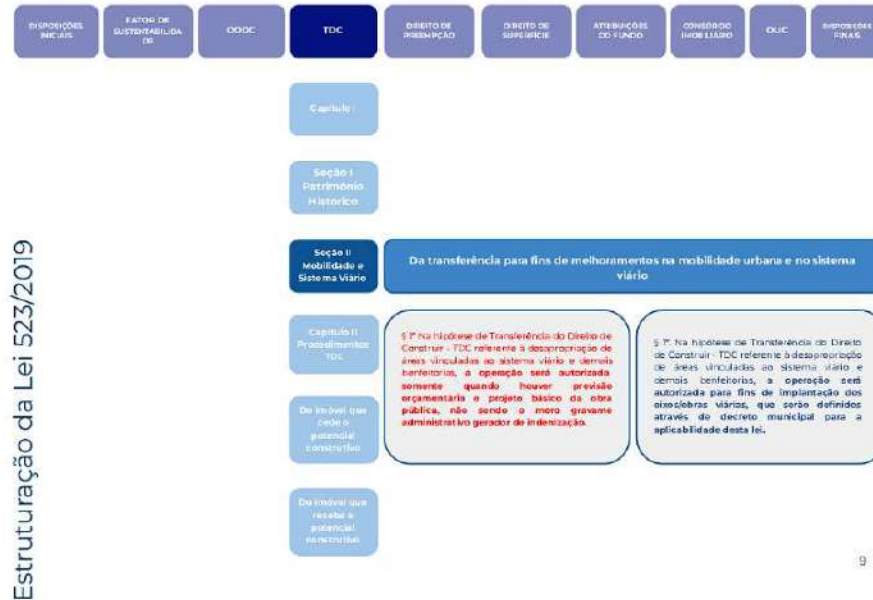 DISPOSIÇÕES
INICIAIS
FATOR DE
SUSTENTABILIDA
DE
OODC
TDC
DIREITO DE
PREEMPÇÃO
DIREITO DE
SUPERFÍCIE
ATRIBUIÇÕES
DO FUNDO
CONSÓRCIO
IMOBILIÁRIO
OUC
DISPOSIÇÕES
FINAIS
Capítulo I
Seção I
Patrimônio
Histórico
Seção II
Mobilidade e
Sistema Viário
Da transferência para fins de melhoramentos na mobilidade urbana e no sistema
viário
Capítulo II
Procedimentos
TDC
§ 1º. Na hipótese de Transferência do Direito de
Construir - TDC referente à desapropriação de
áreas vinculadas ao sistema viário e demais
benfeitorias, a operação será autorizada
somente quando houver previsão
orçamentária e projeto básico da obra
pública, não sendo o mero gravame
administrativo gerador de indenização.
§ 1º. Na hipótese de Transferência do Direito
de Construir - TDC referente à desapropriação
de áreas vinculadas ao sistema viário e
demais benfeitorias, a operação será
autorizada para fins de implantação dos
eixos/obras viárias, que serão definidos
através de decreto municipal para a
aplicabilidade desta lei.
Do imóvel que
cede o
potencial
construtivo
Do imóvel que
recebe o
potencial
construtivo
Estruturação da Lei 523/2019
9